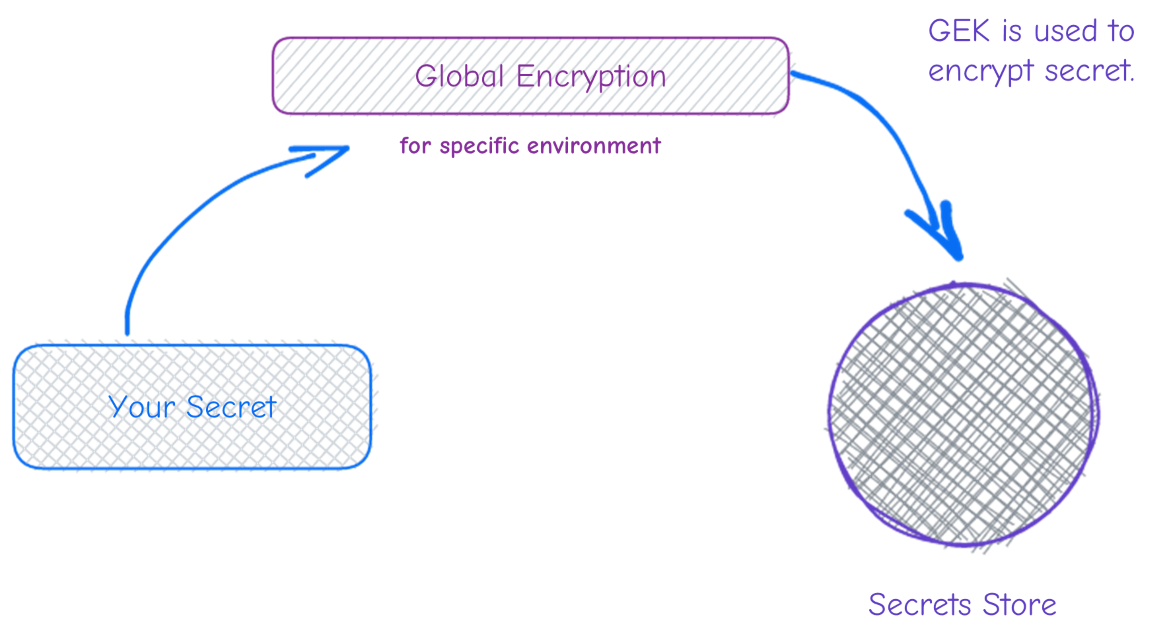 GEK is used to
encrypt secret.
Global Encryption
for specific environment
Your Secret
Secrets Store